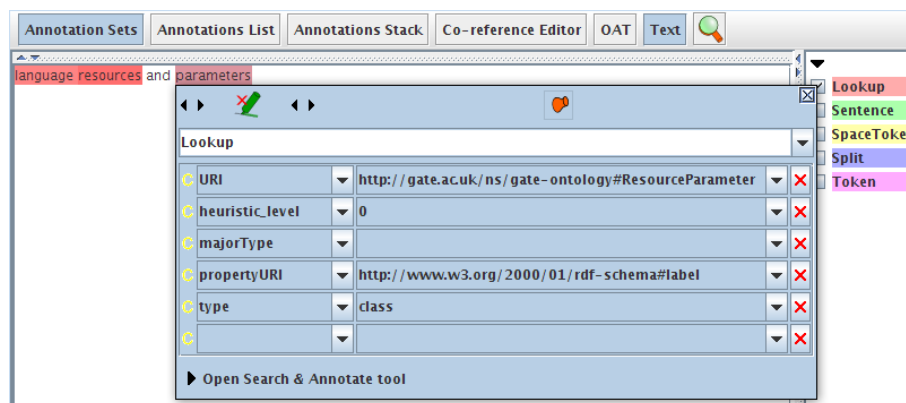 Annotation Sets Annotations List Annotations Stack Co-reference Editor OAT Text
language resources and parameters
Lookup
Sentence
SpaceToke
Split
Token
Lookup
C URI http://gate.ac.uk/ns/gate-ontology#ResourceParameter
C heuristic_level 0
C majorType
C propertyURI http://www.w3.org/2000/01/rdf-schema#label
C type class
C
Open Search & Annotate tool